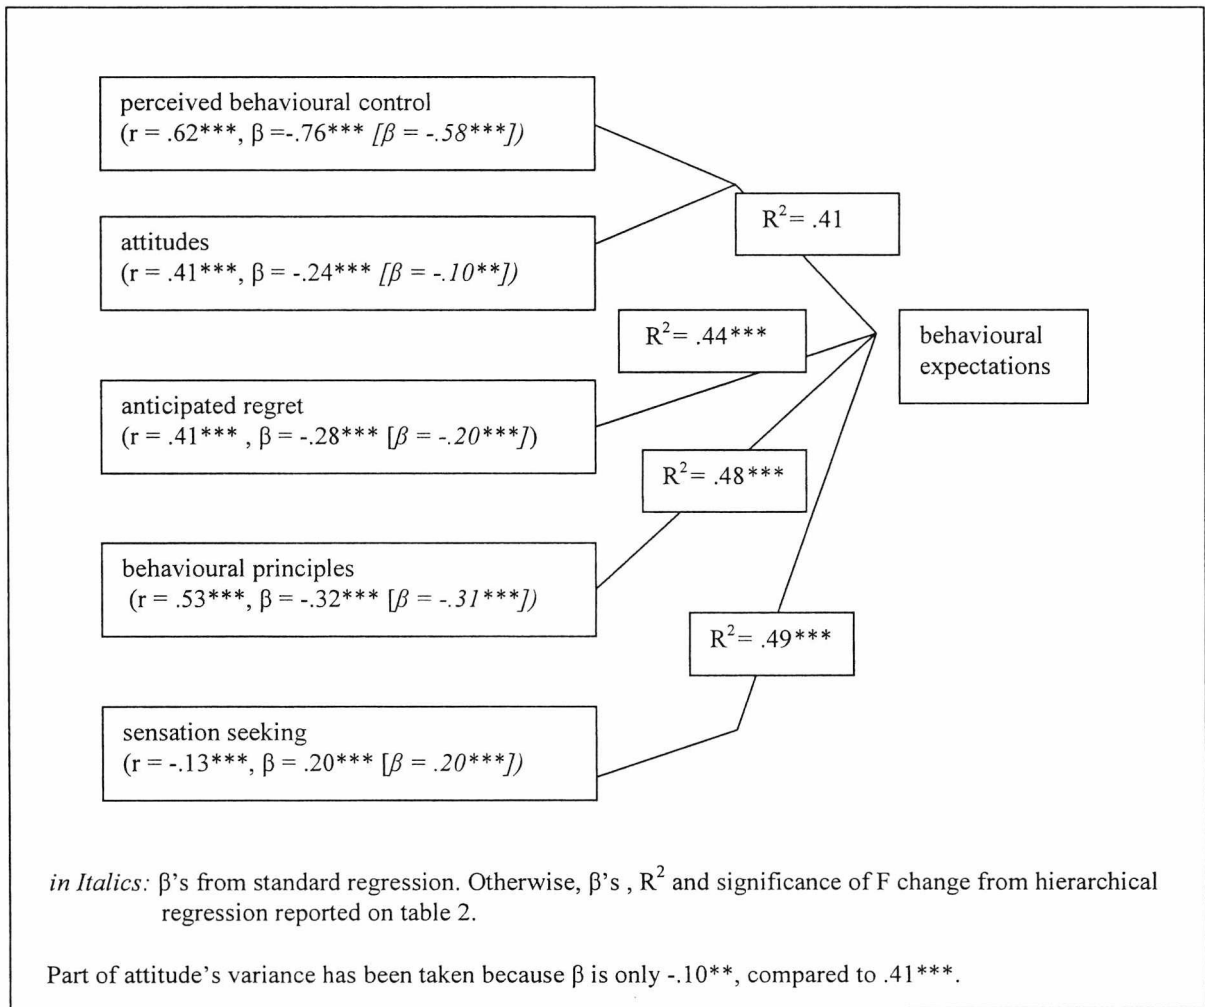 perceived behavioural control
(r = .62***, β =-.76*** [β = -.58***])
R²= .41
attitudes
(r = .41***, β = -.24*** [β = -.10**])
R²= .44***
behavioural
expectations
anticipated regret
(r = .41*** , β = -.28*** [β = -.20***])
R²= .48***
behavioural principles
(r = .53***, β = -.32*** [β = -.31***])
R²= .49***
sensation seeking
(r = -.13***, β = .20*** [β = .20***])
in Italics: β's from standard regression. Otherwise, β's , R² and significance of F change from hierarchical
regression reported on table 2.
Part of attitude's variance has been taken because β is only -.10**, compared to .41***.